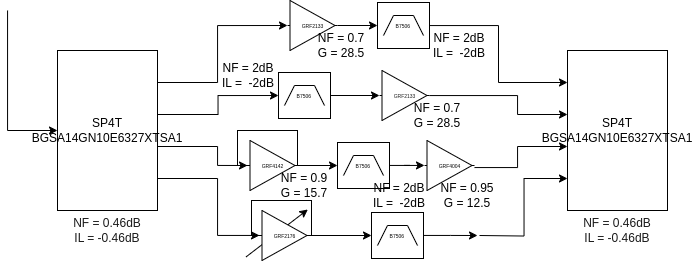 GRF2133
B7506
NF = 0.7
G = 28.5
NF = 2dB
IL = -2dB
NF = 2dB
IL = -2dB
B7506
GRF2133
NF = 0.7
G = 28.5
SP4T
BGSA14GN10E6327XTSA1
SP4T
BGSA14GN10E6327XTSA1
GRF4142
B7506
GRF4004
NF = 0.9
G = 15.7
NF = 2dB
IL = -2dB
NF = 0.95
G = 12.5
NF = 0.46dB
IL = -0.46dB
GRF2176
B7506
NF = 0.46dB
IL = -0.46dB